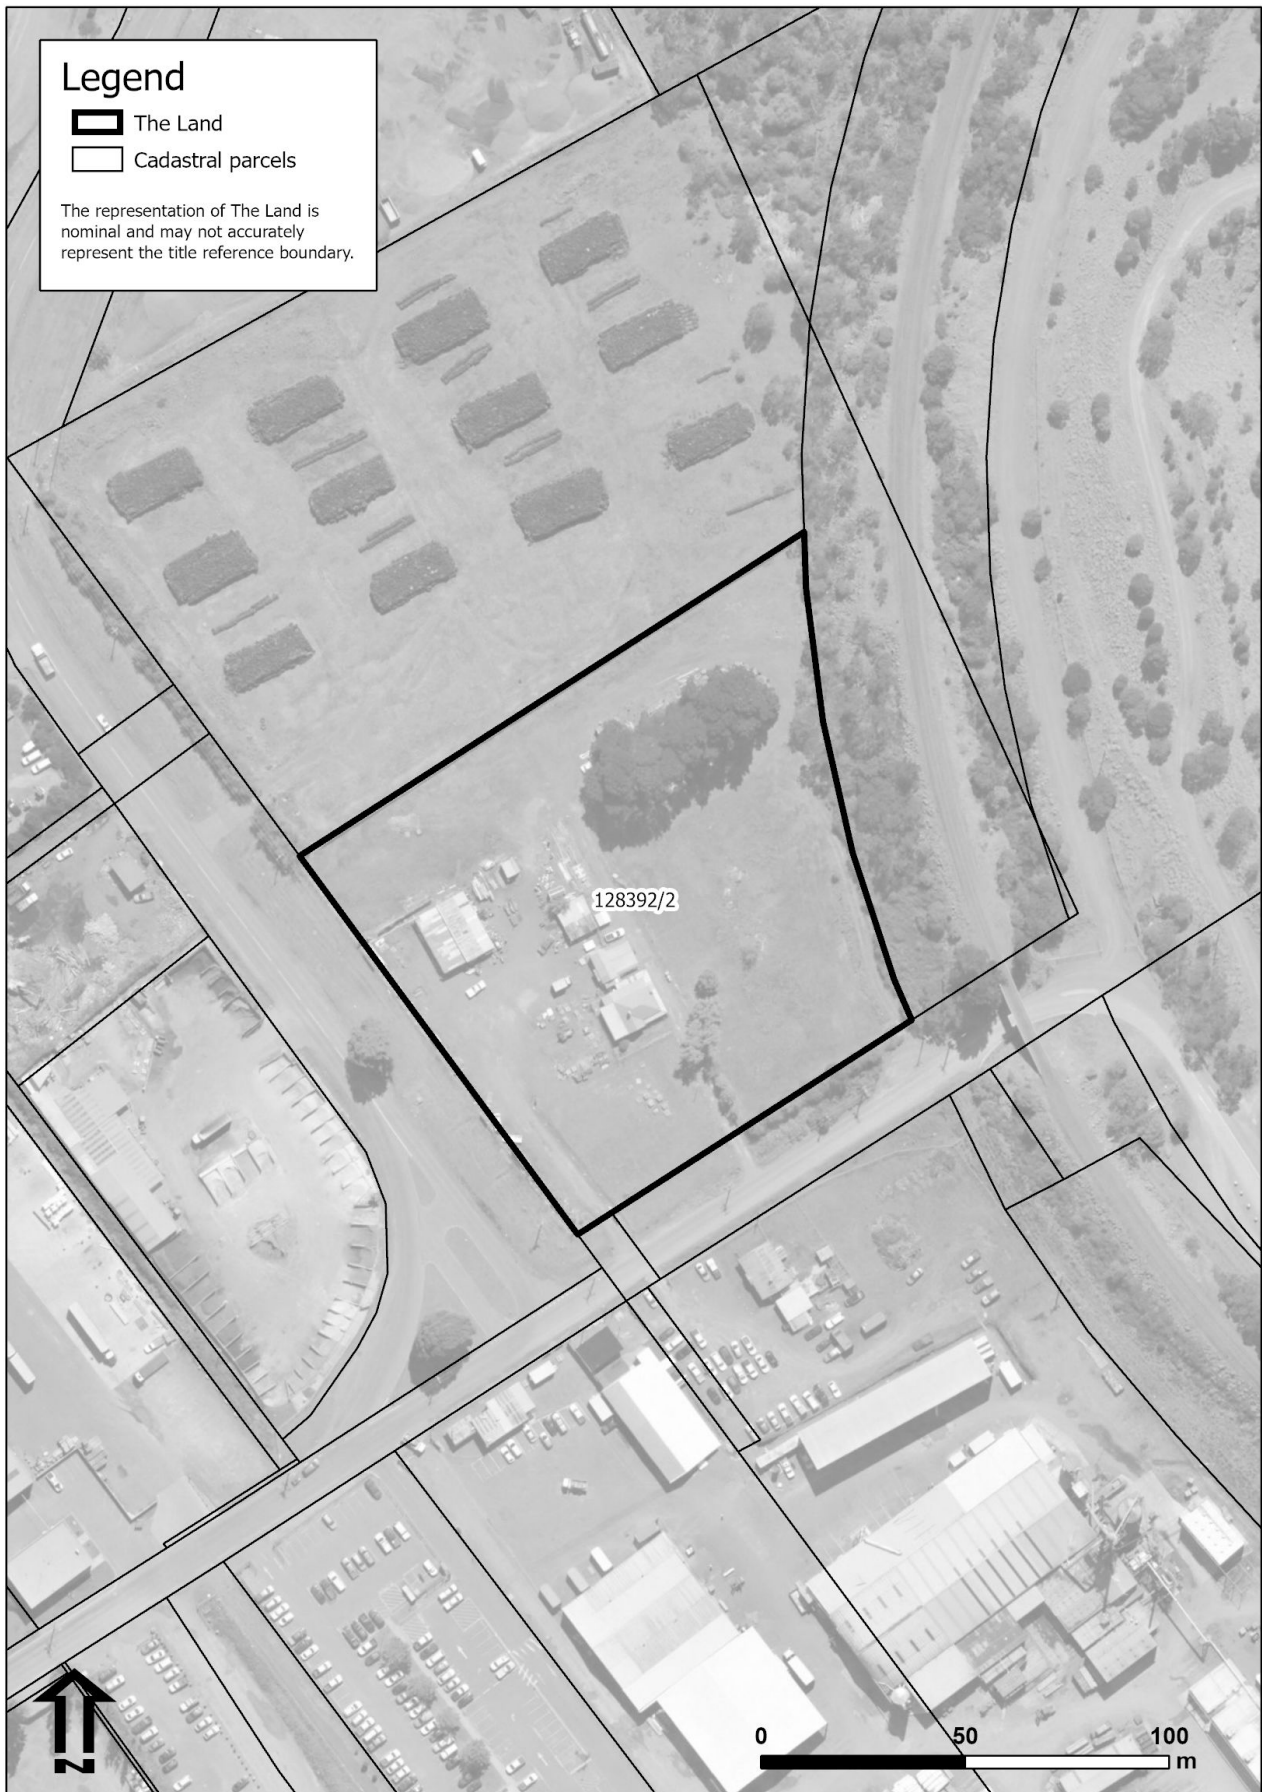 Legend
The Land
Cadastral parcels
The representation of The Land is
nominal and may not accurately
represent the title reference boundary.
128392/2
N
0 50 100
m